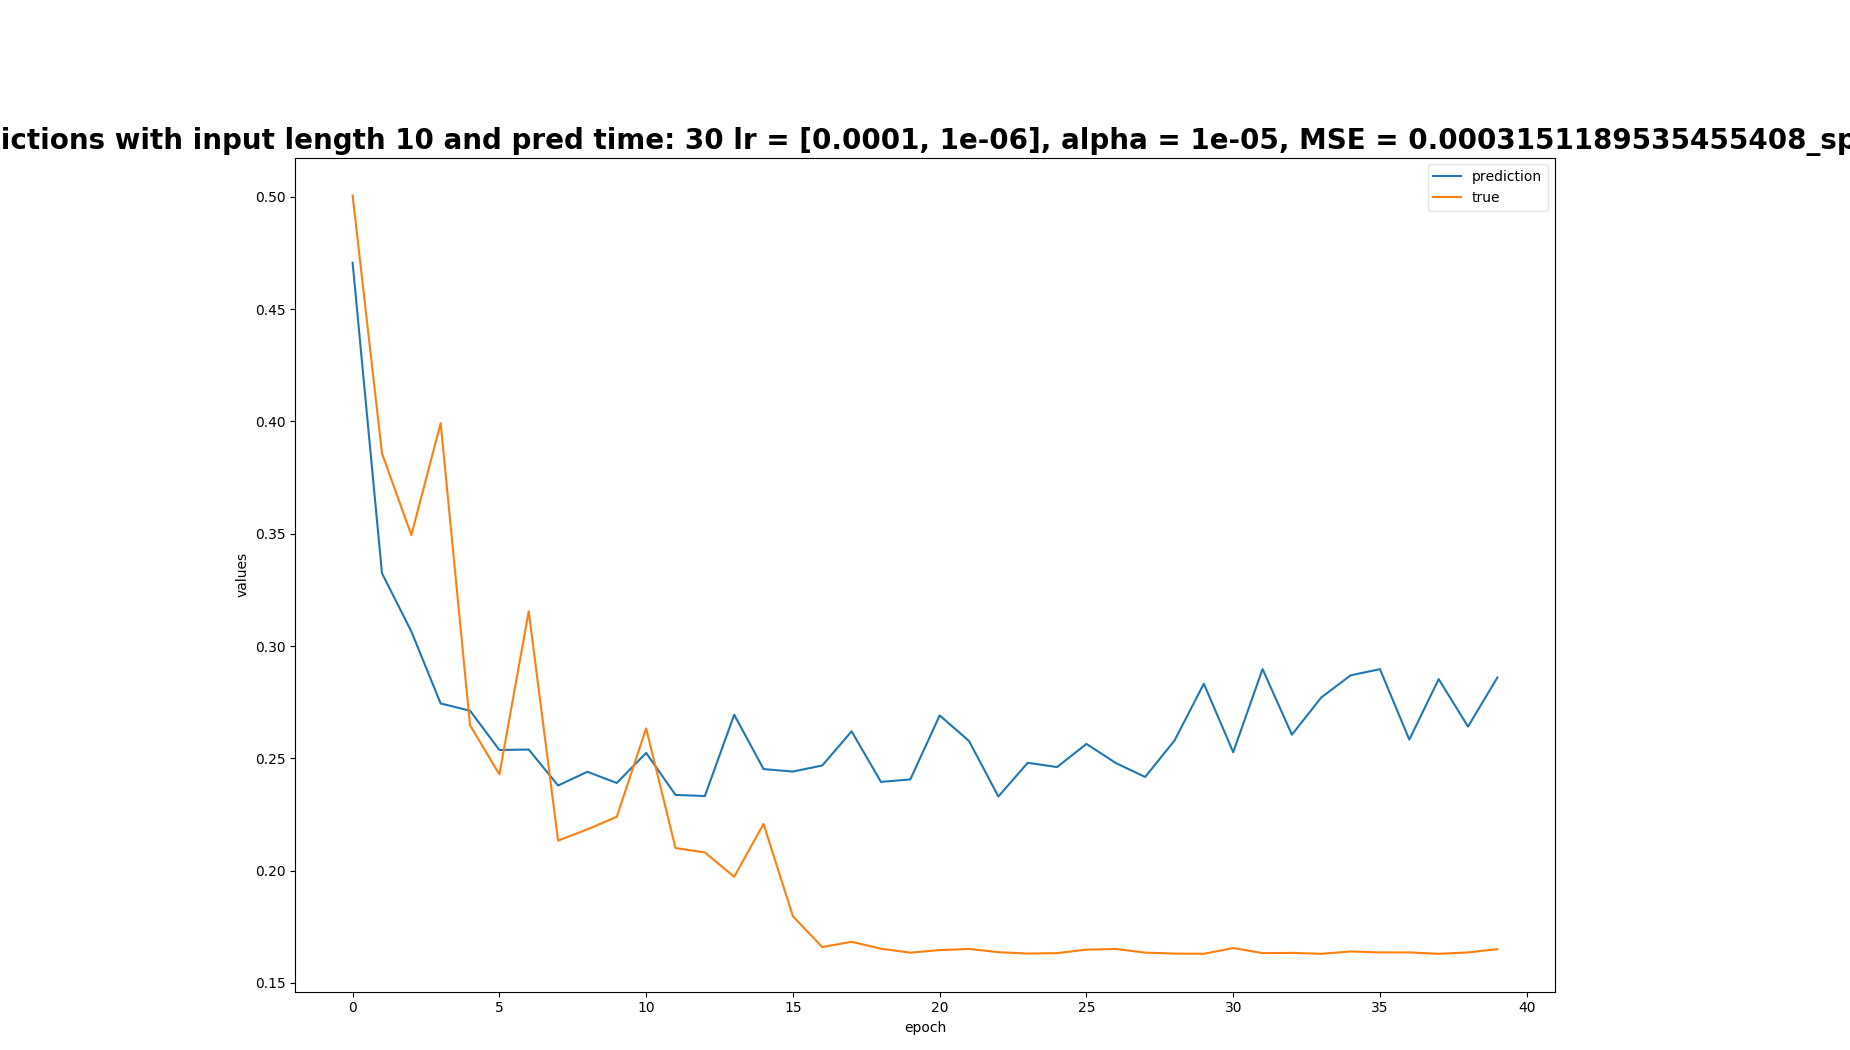 ictions with input length 10 and pred time: 30 lr = [0.0001, 1e-06], alpha = 1e-05, MSE = 0.0003151189535455408_sp
prediction
true
0.50
0.45
0.40
0.35
0.30
0.25
0.20
0.15
values
0 5 10 15 20 25 30 35 40
epoch